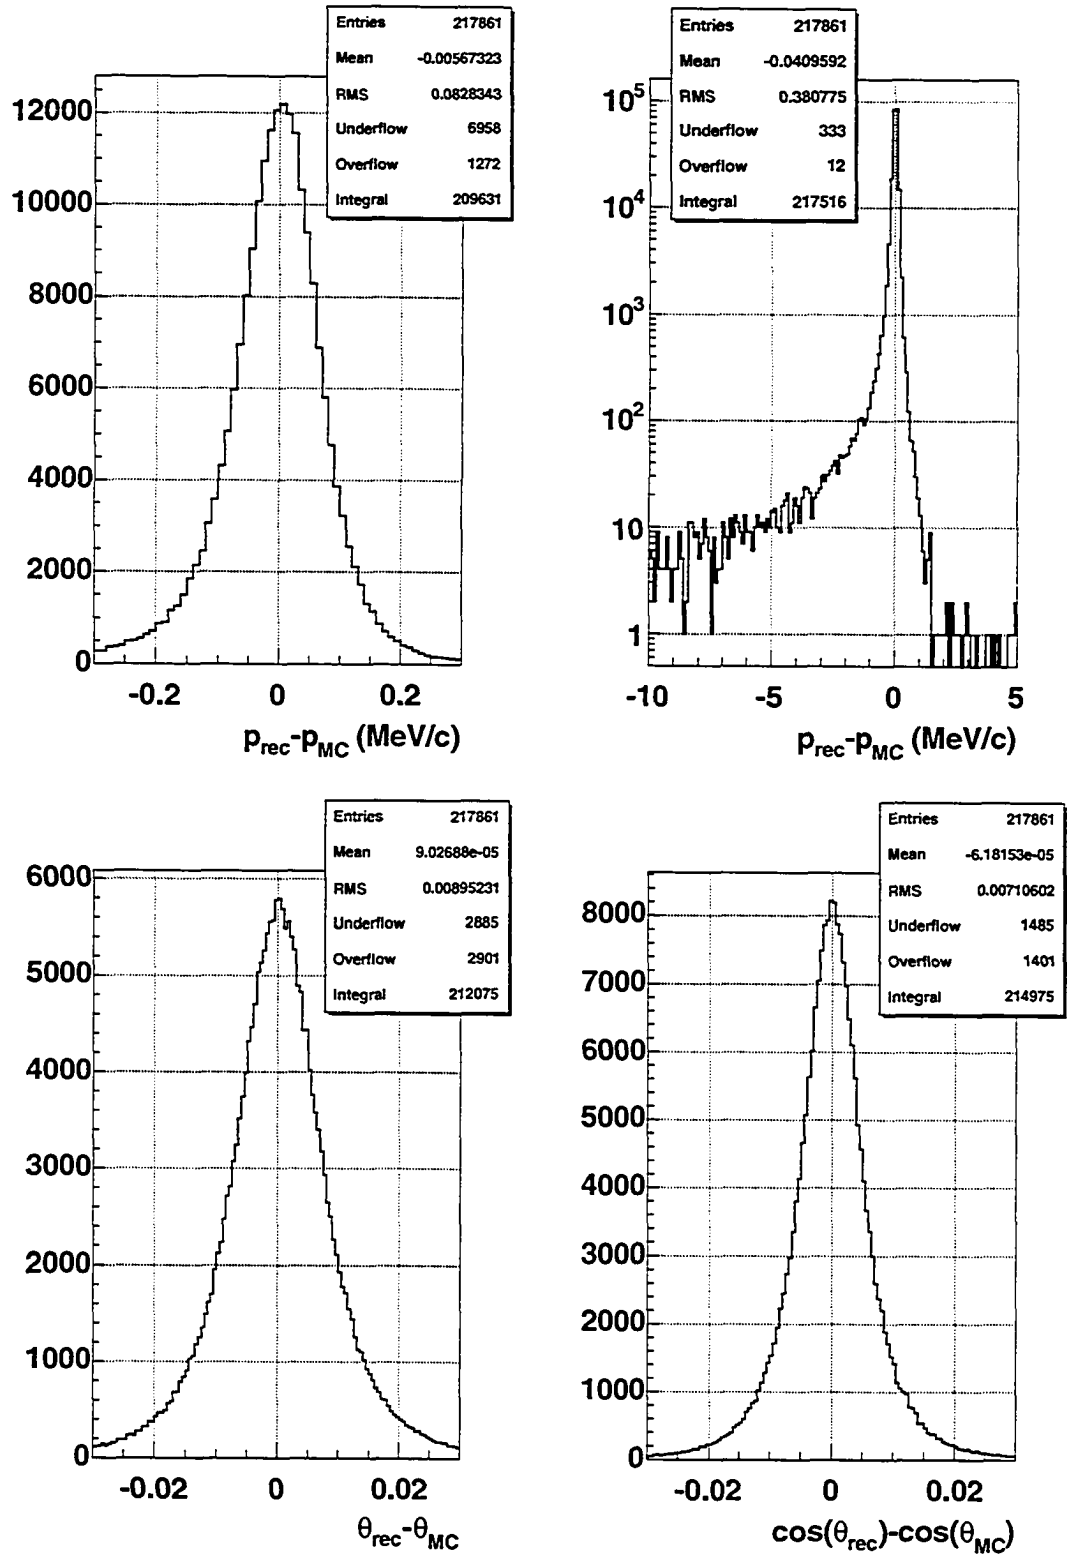 Entries 217861
Mean -0.00567323
RMS 0.0828343
Underflow 6958
Overflow 1272
Integral 209631
12000
10000
8000
6000
4000
2000
0
-0.2 0 0.2
p_rec-p_MC (MeV/c)
Entries 217861
Mean -0.0409592
RMS 0.380775
Underflow 333
Overflow 12
Integral 217516
10^5
10^4
10^3
10^2
10
1
-10 -5 0 5
p_rec-p_MC (MeV/c)
Entries 217861
Mean 9.02688e-05
RMS 0.00895231
Underflow 2885
Overflow 2901
Integral 212075
6000
5000
4000
3000
2000
1000
0
-0.02 0 0.02
θ_rec-θ_MC
Entries 217861
Mean -6.18153e-05
RMS 0.00710602
Underflow 1485
Overflow 1401
Integral 214975
8000
7000
6000
5000
4000
3000
2000
1000
0
-0.02 0 0.02
cos(θ_rec)-cos(θ_MC)